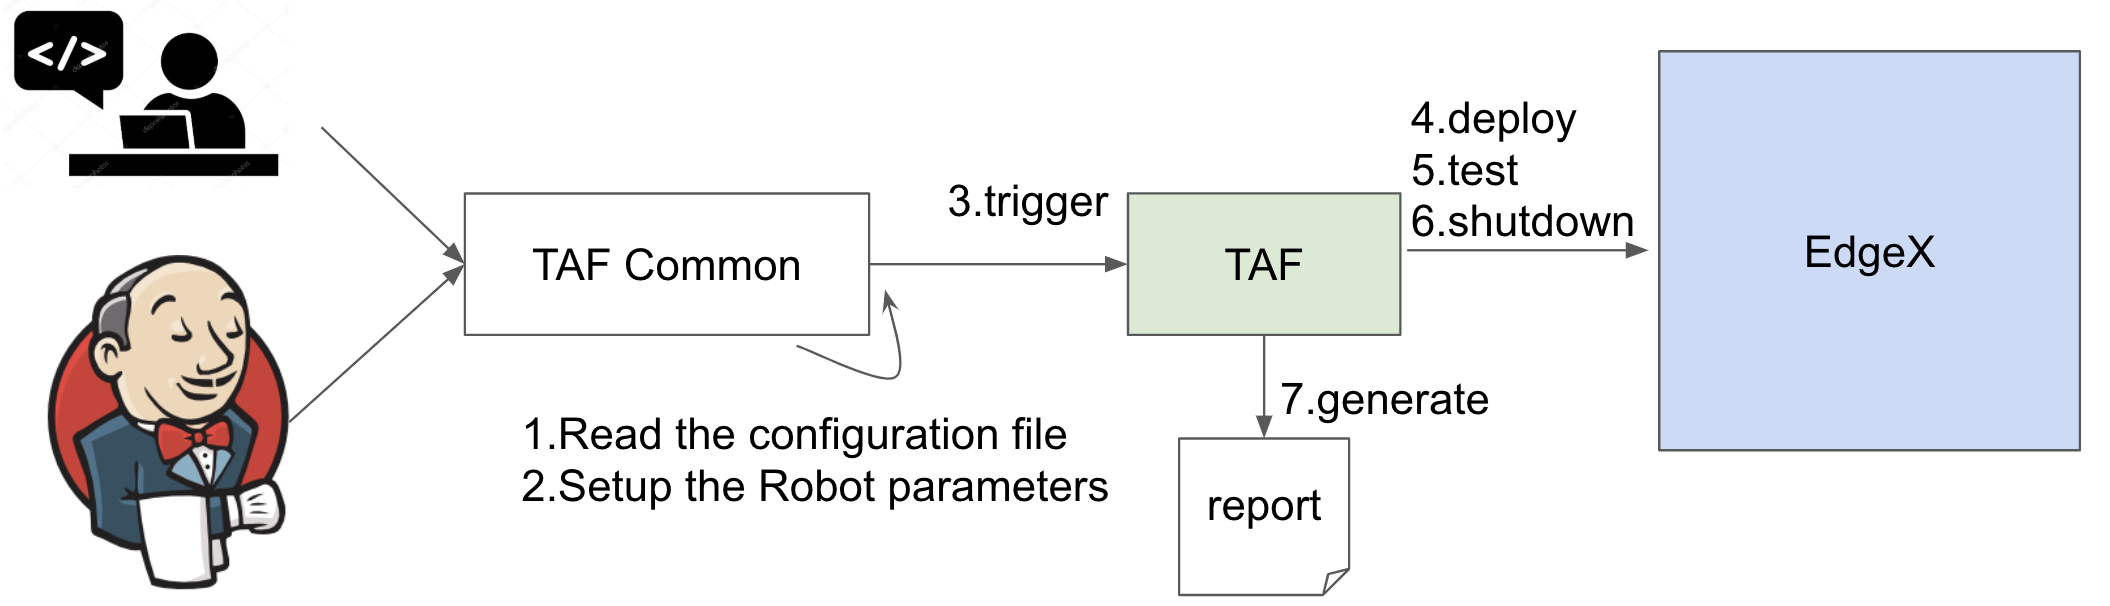 </>
TAF Common
3.trigger
TAF
4.deploy
5.test
6.shutdown
EdgeX
1.Read the configuration file
2.Setup the Robot parameters
7.generate
report